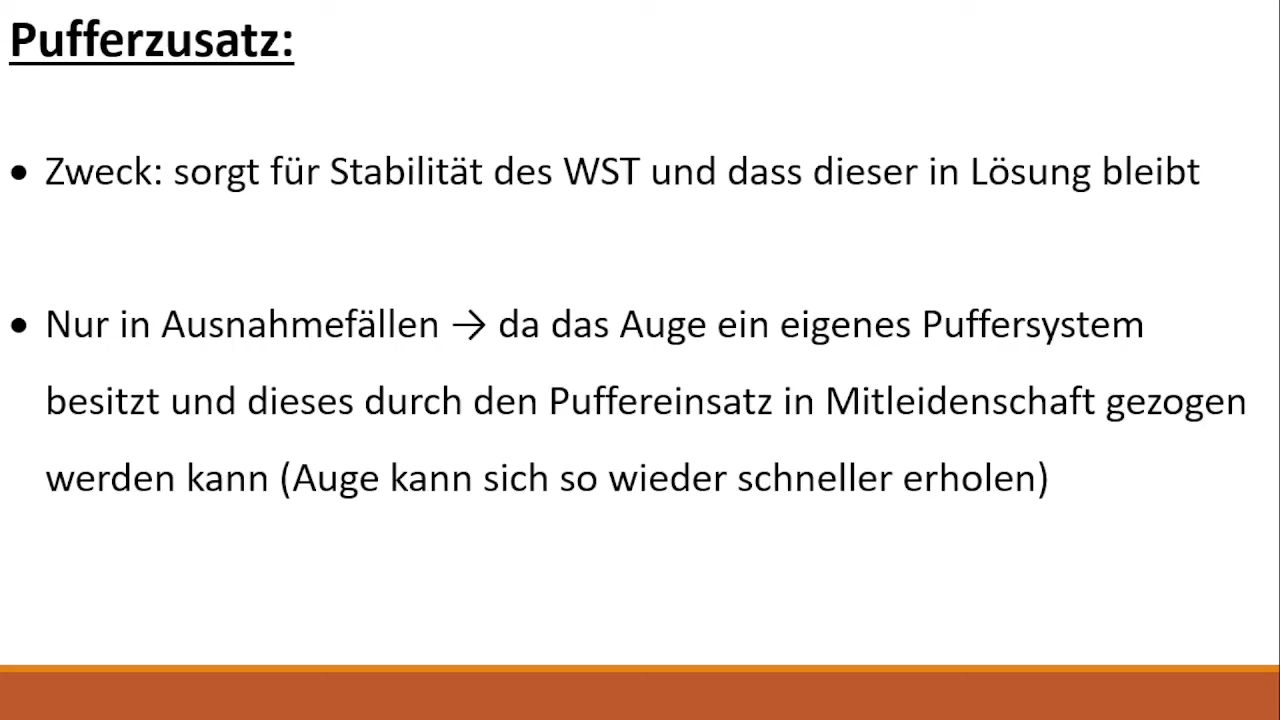 Pufferzusatz:
• Zweck: sorgt für Stabilität des WST und dass dieser in Lösung bleibt
• Nur in Ausnahmefällen → da das Auge ein eigenes Puffersystem
besitzt und dieses durch den Puffereinsatz in Mitleidenschaft gezogen
werden kann (Auge kann sich so wieder schneller erholen)